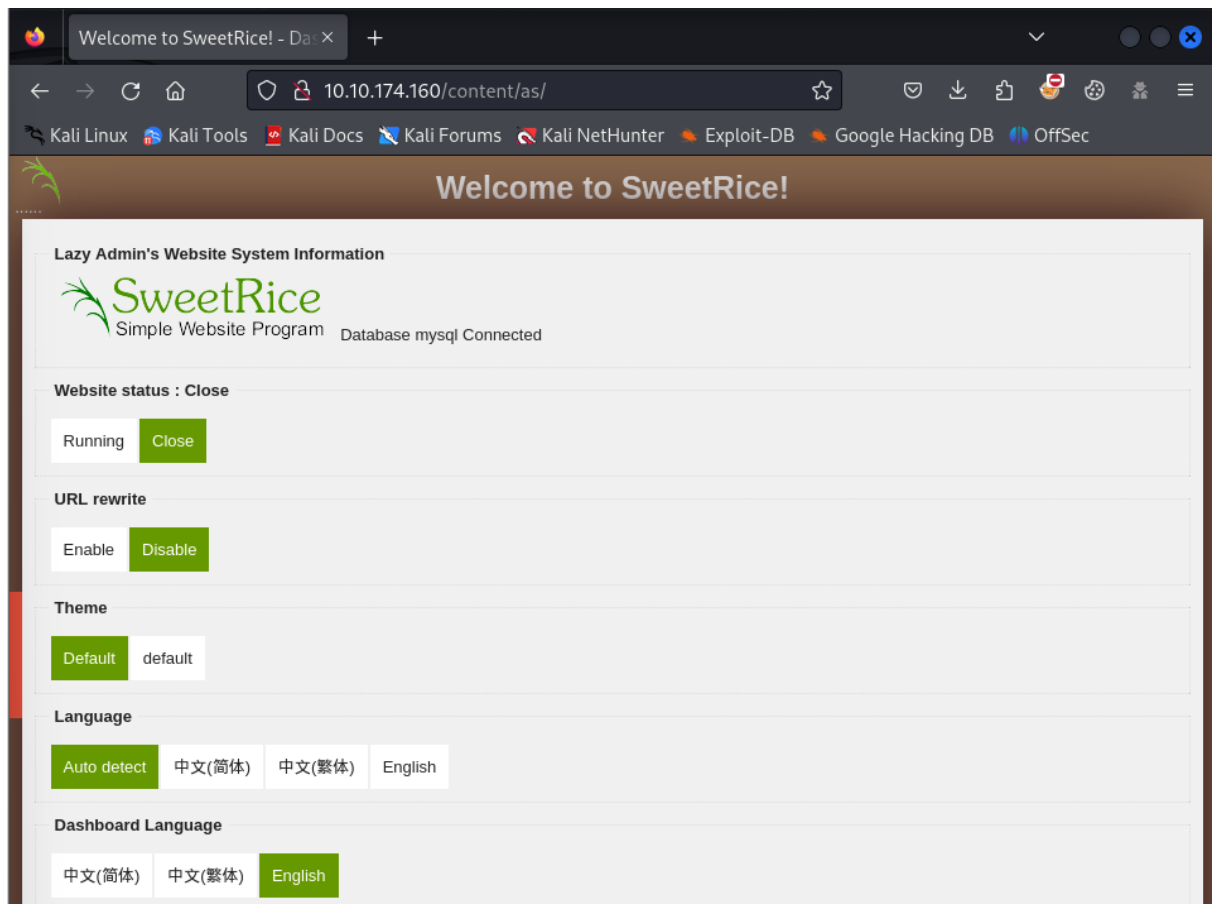 Welcome to SweetRice! - Das
10.10.174.160/content/as/
Kali Linux Kali Tools Kali Docs Kali Forums Kali NetHunter Exploit-DB Google Hacking DB OffSec
Welcome to SweetRice!
......
Lazy Admin's Website System Information
SweetRice
Simple Website Program Database mysql Connected
Website status : Close
Running Close
URL rewrite
Enable Disable
Theme
Default default
Language
Auto detect 中文(简体) 中文(繁体) English
Dashboard Language
中文(简体) 中文(繁体) English